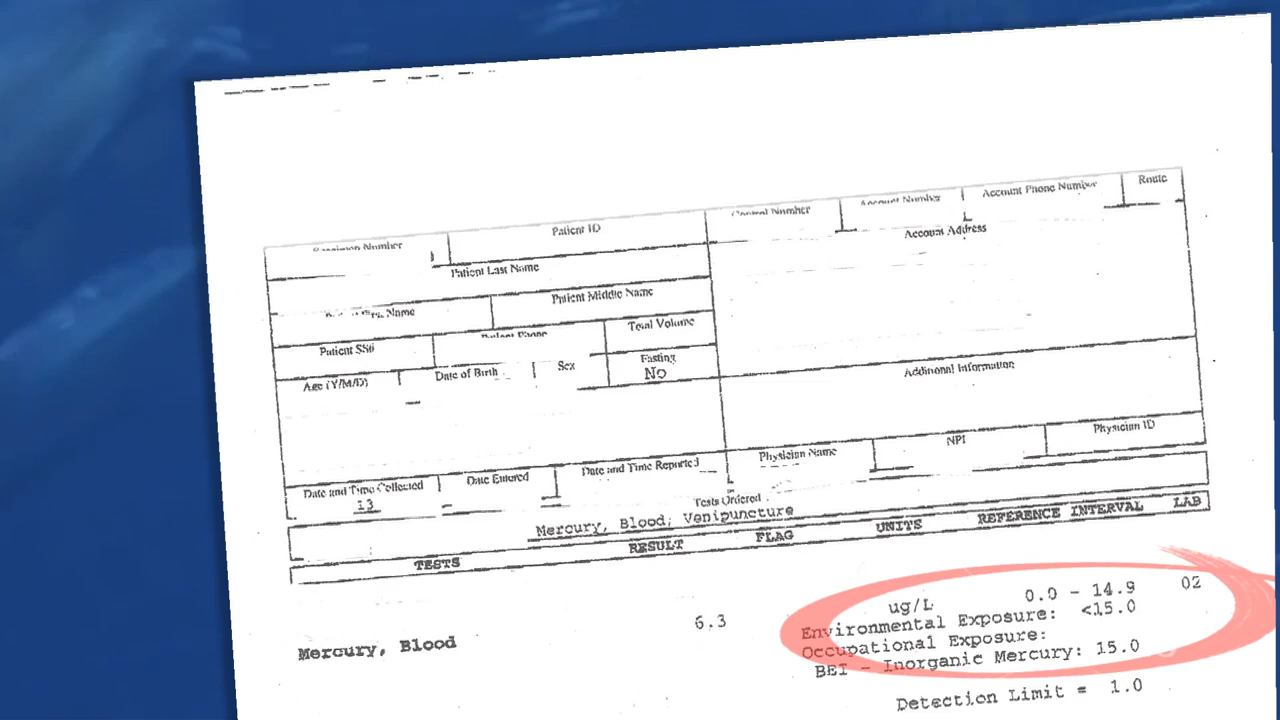 Specimen Number
Patient ID
Control Number
Account Number
Account Phone Number
Route
Patient Last Name
Account Address
Name
Patient Middle Name
Patient SS#
Patient Phone
Total Volume
Age (Y/M/D)
Date of Birth
Sex
Fasting
No
Additional Information
Date and Time Collected
13
Date Entered
Date and Time Reported
Physician Name
NPI
Physician ID
Tests Ordered
Mercury, Blood; Venipuncture
TESTS RESULT FLAG UNITS REFERENCE INTERVAL LAB
Mercury, Blood 6.3 ug/L 0.0 - 14.9 02
Environmental Exposure: <15.0
Occupational Exposure:
BEI - Inorganic Mercury: 15.0
Detection Limit = 1.0